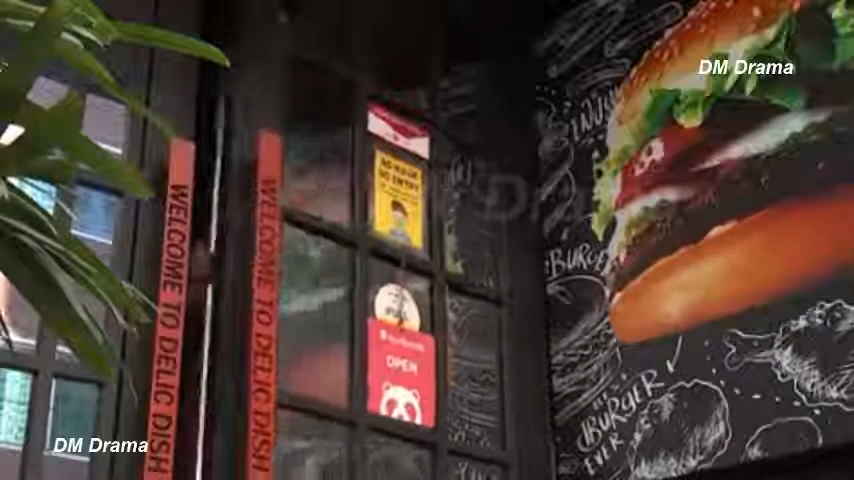 DM Drama
WELCOME TO DELIC DISH
WELCOME TO DELIC DISH
NO MASK
NO ENTRY
foodpanda
OPEN
BURGER
BURGER
EVER
DM Drama